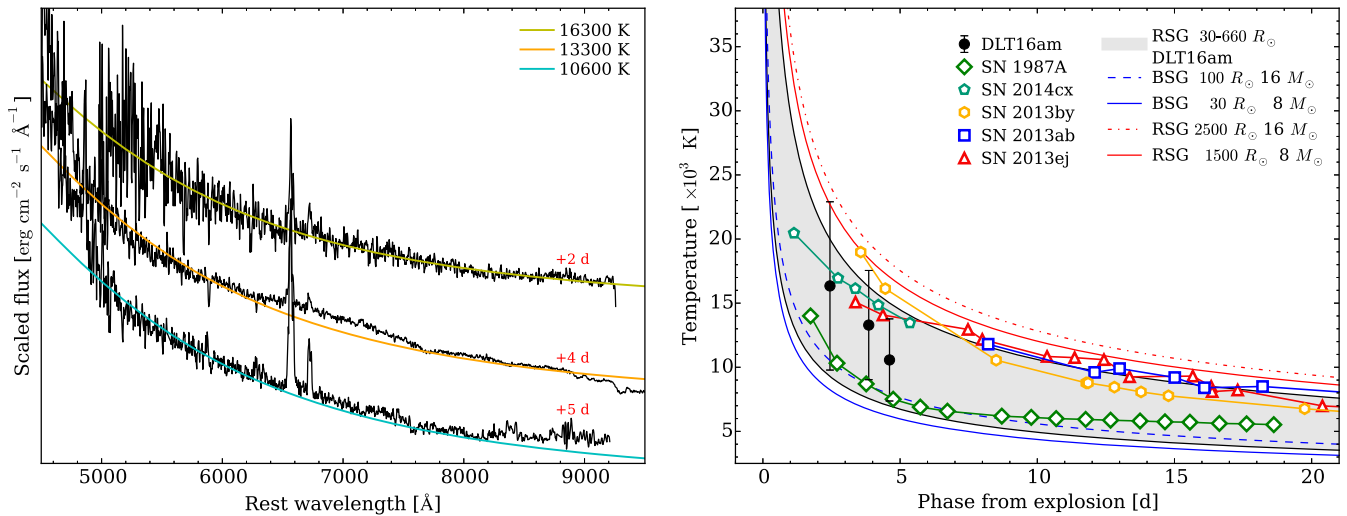 16300 K
13300 K
10600 K
+2 d
+4 d
+5 d
Scaled flux [erg cm⁻² s⁻¹ Å⁻¹]
5000 6000 7000 8000 9000
Rest wavelength [Å]
DLT16am
SN 1987A
SN 2014cx
SN 2013by
SN 2013ab
SN 2013ej
RSG 30-660 R☉
DLT16am
BSG 100 R☉ 16 M☉
BSG 30 R☉ 8 M☉
RSG 2500 R☉ 16 M☉
RSG 1500 R☉ 8 M☉
Temperature [ ×10³ K]
35
30
25
20
15
10
5
0 5 10 15 20
Phase from explosion [d]